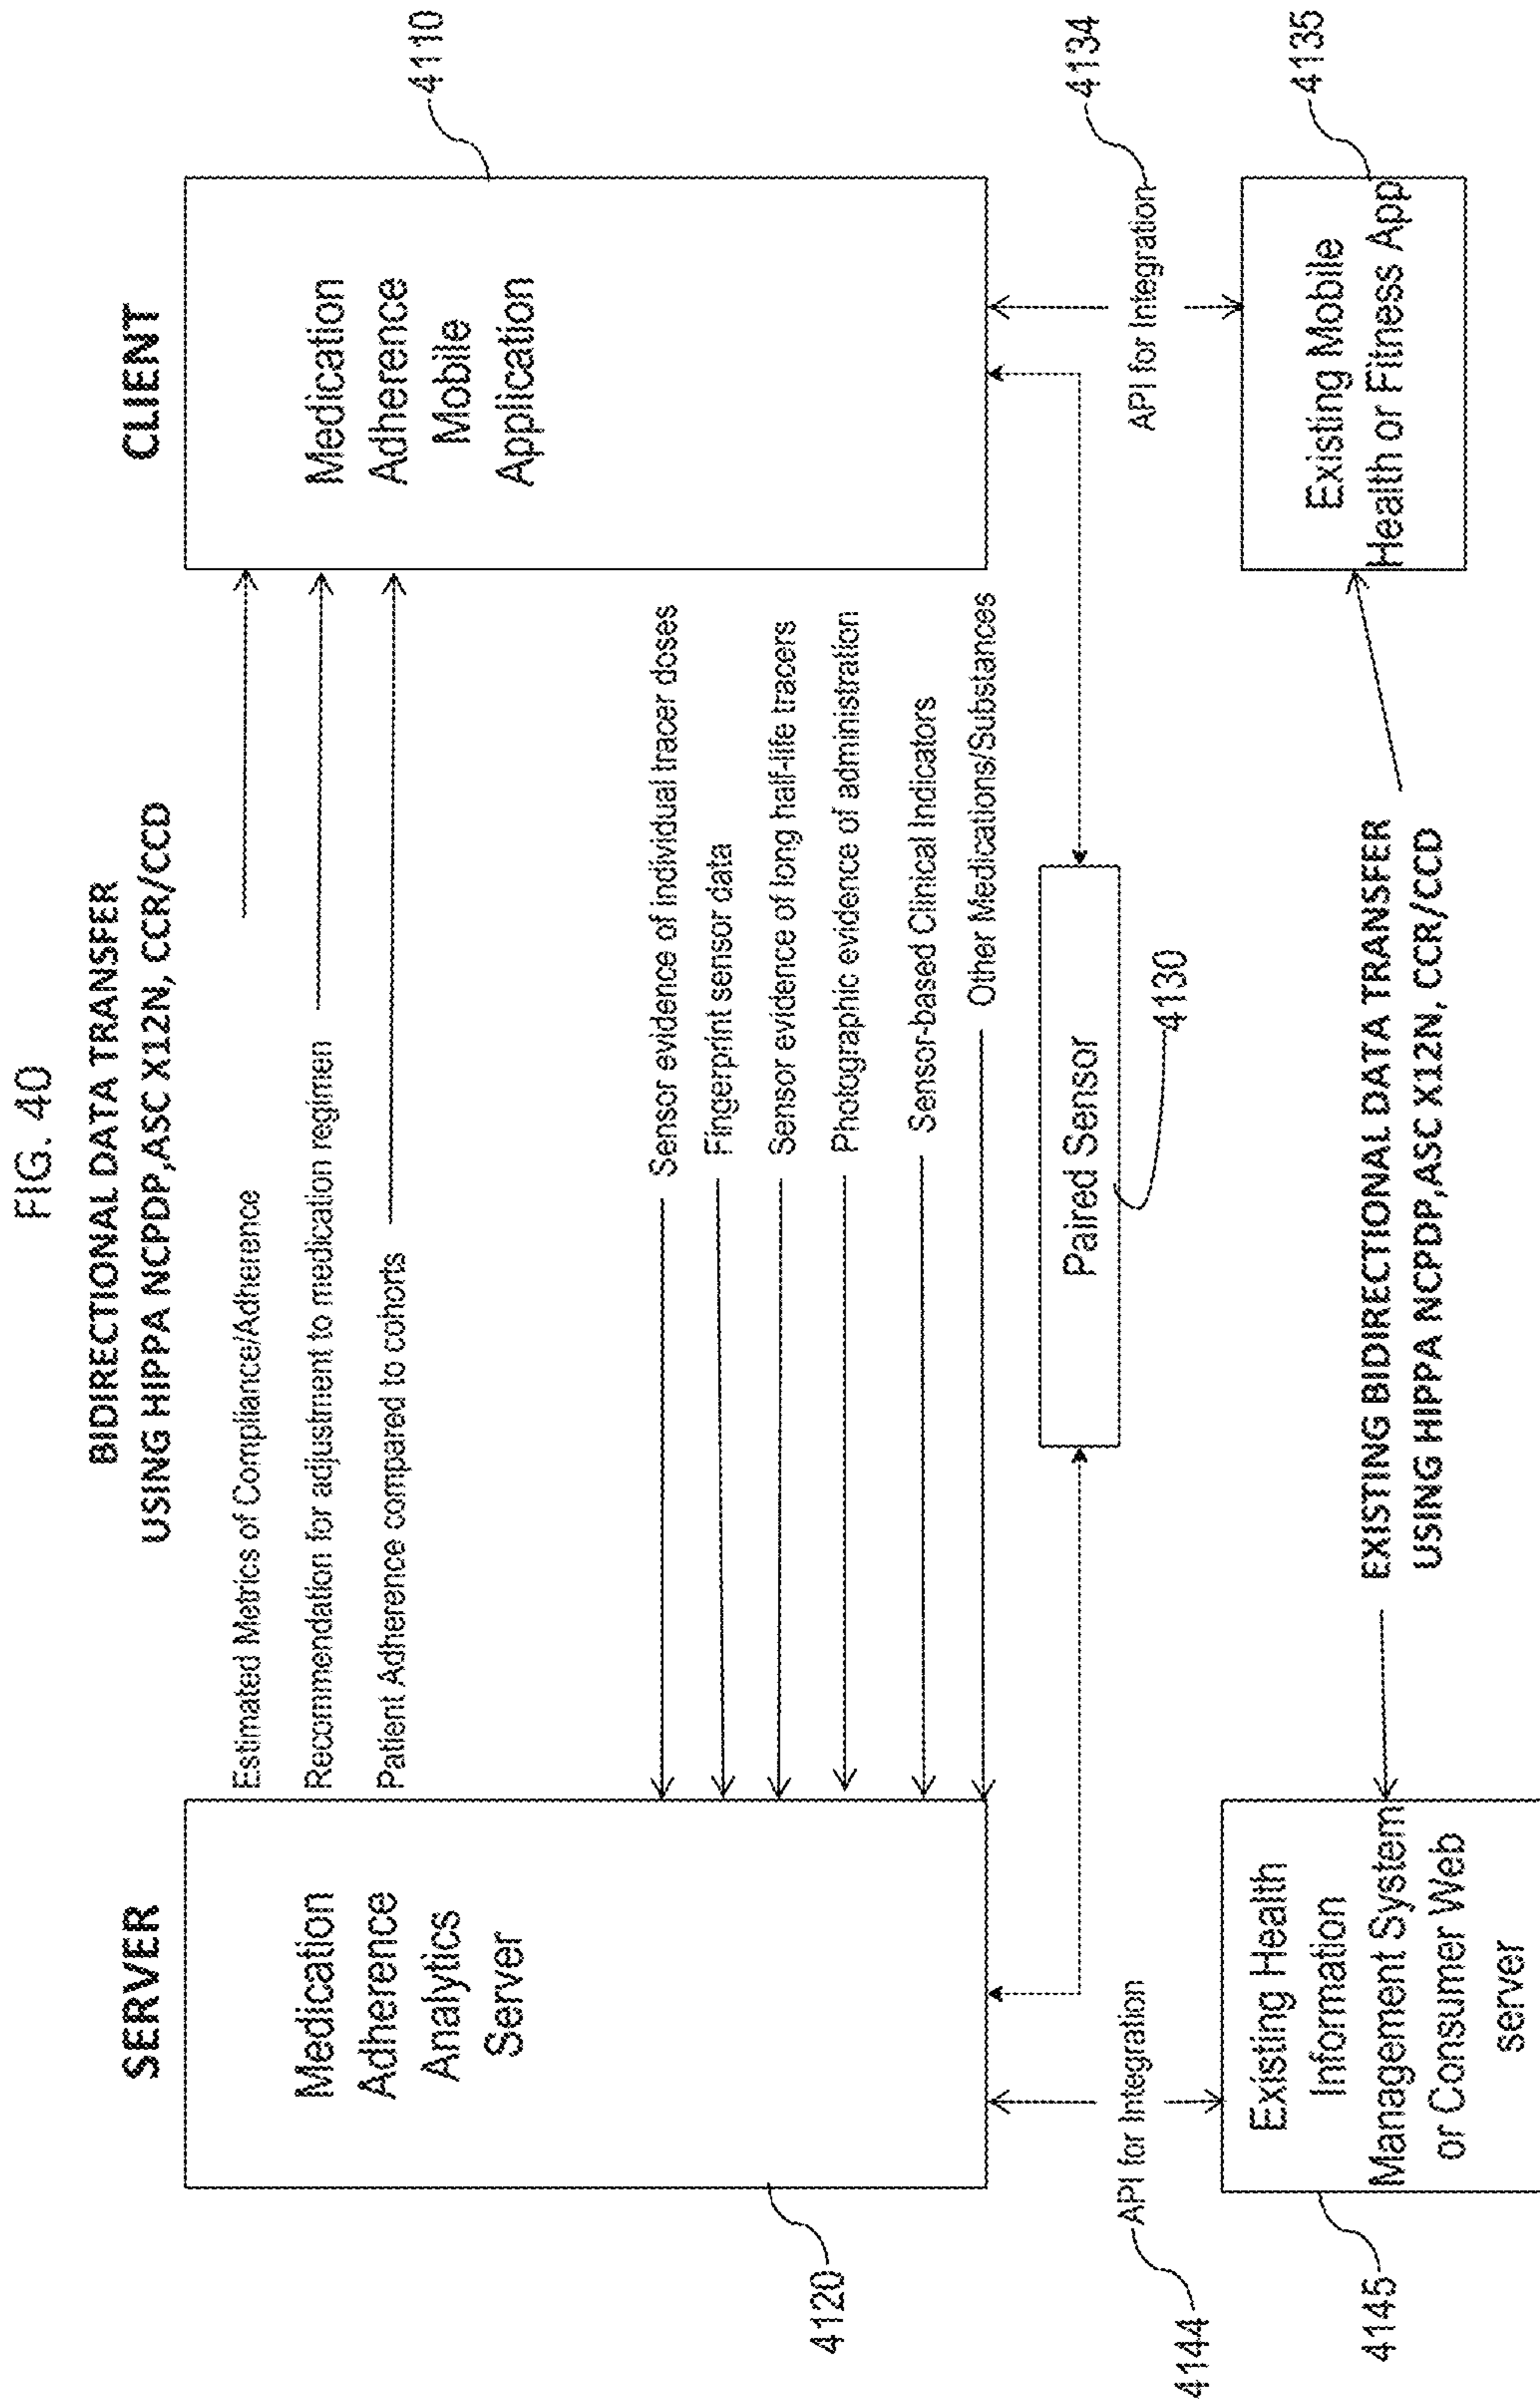 FIG. 40
BIDIRECTIONAL DATA TRANSFER
USING HIPPA NCPDP,ASC X12N, CCR/CCD
SERVER
CLIENT
Medication
Adherence
Analytics
Server
4120
Estimated Metrics of Compliance/Adherence
Recommendation for adjustment to medication regimen
Patient Adherence compared to cohorts
Medication
Adherence
Mobile
Application
4110
Sensor evidence of individual tracer doses
Fingerprint sensor data
Sensor evidence of long half-life tracers
Photographic evidence of administration
Sensor-based Clinical Indicators
Other Medications/Substances
Paired Sensor
4130
API for Integration
4144
API for Integration
4134
Existing Health
Information
Management System
or Consumer Web
server
4145
EXISTING BIDIRECTIONAL DATA TRANSFER
USING HIPPA NCPDP,ASC X12N, CCR/CCD
Existing Mobile
Health or Fitness App
4135